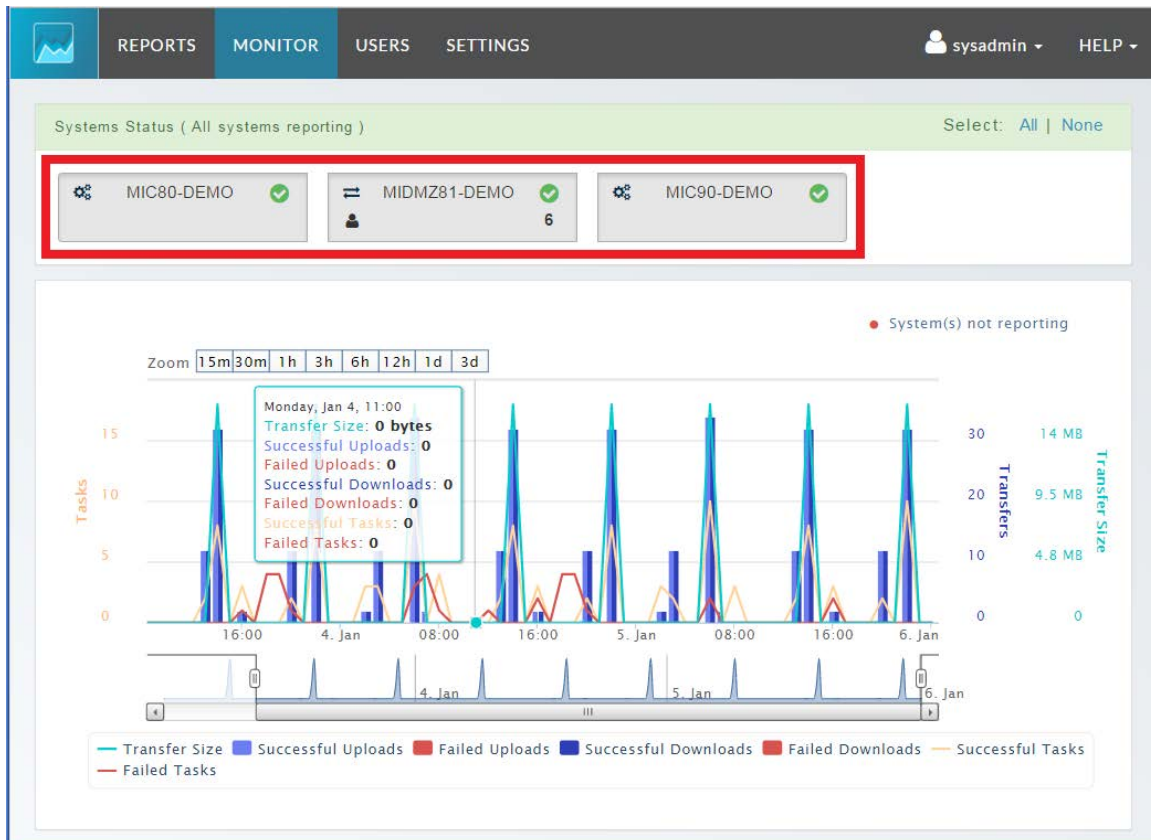 REPORTS MONITOR USERS SETTINGS sysadmin HELP
Systems Status ( All systems reporting ) Select: All | None
MIC80-DEMO MIDMZ81-DEMO MIC90-DEMO
6
System(s) not reporting
Zoom 15m 30m 1h 3h 6h 12h 1d 3d
Monday, Jan 4, 11:00
Transfer Size: 0 bytes
Successful Uploads: 0
Failed Uploads: 0
Successful Downloads: 0
Failed Downloads: 0
Successful Tasks: 0
Failed Tasks: 0
15 30 14 MB
10 20 9.5 MB
5 10 4.8 MB
0 0 0
Tasks
Transfers
Transfer Size
16:00 4. Jan 08:00 16:00 5. Jan 08:00 16:00 6. Jan
4. Jan 5. Jan 6. Jan
Transfer Size Successful Uploads Failed Uploads Successful Downloads Failed Downloads Successful Tasks
Failed Tasks